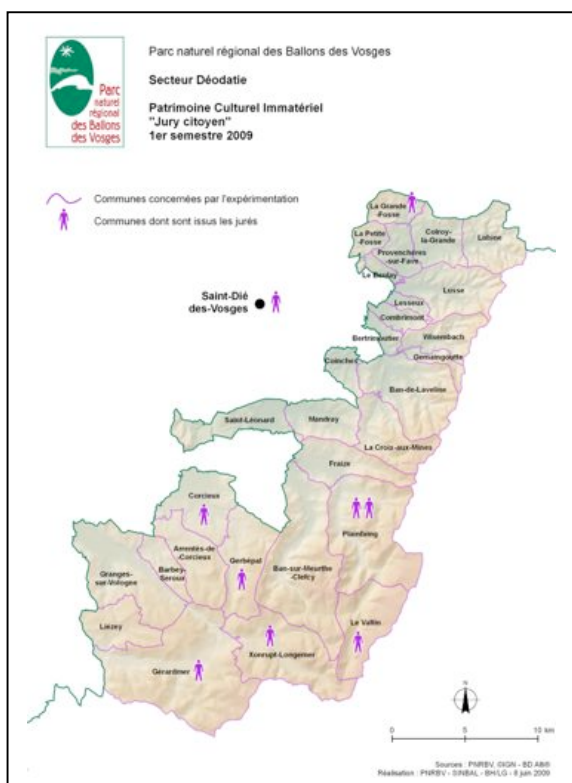 Parc
naturel
régional
des Ballons
des Vosges
Parc naturel régional des Ballons des Vosges
Secteur Déodatie
Patrimoine Culturel Immatériel
"Jury citoyen"
1er semestre 2009
Communes concernées par l'expérimentation
Communes dont sont issus les jurés
La Grande-
Fosse
La Petite-
Fosse
Colroy-
la-Grande
Lubine
Provenchères
-sur-Fave
Le Beulay
Lusse
Saint-Dié
des-Vosges
Lesseux
Combrimont
Bertrimoutier
Wisembach
Gemaingoutte
Coinches
Ban-de-Laveline
Saint-Léonard
Mandray
La Croix-aux-Mines
Fraize
Corcieux
Plainfaing
Arrentès-de
-Corcieux
Gerbépal
Ban-sur-Meurthe
-Clefcy
Granges-
sur-Vologne
Barbey-
Seroux
Liézey
Le Valtin
Xonrupt-Longemer
Gérardmer
N
0
5
10 km
Sources : PNRBV, ©IGN - BD Alti®
Réalisation : PNRBV - SINBAL - BH/LG - 8 juin 2009